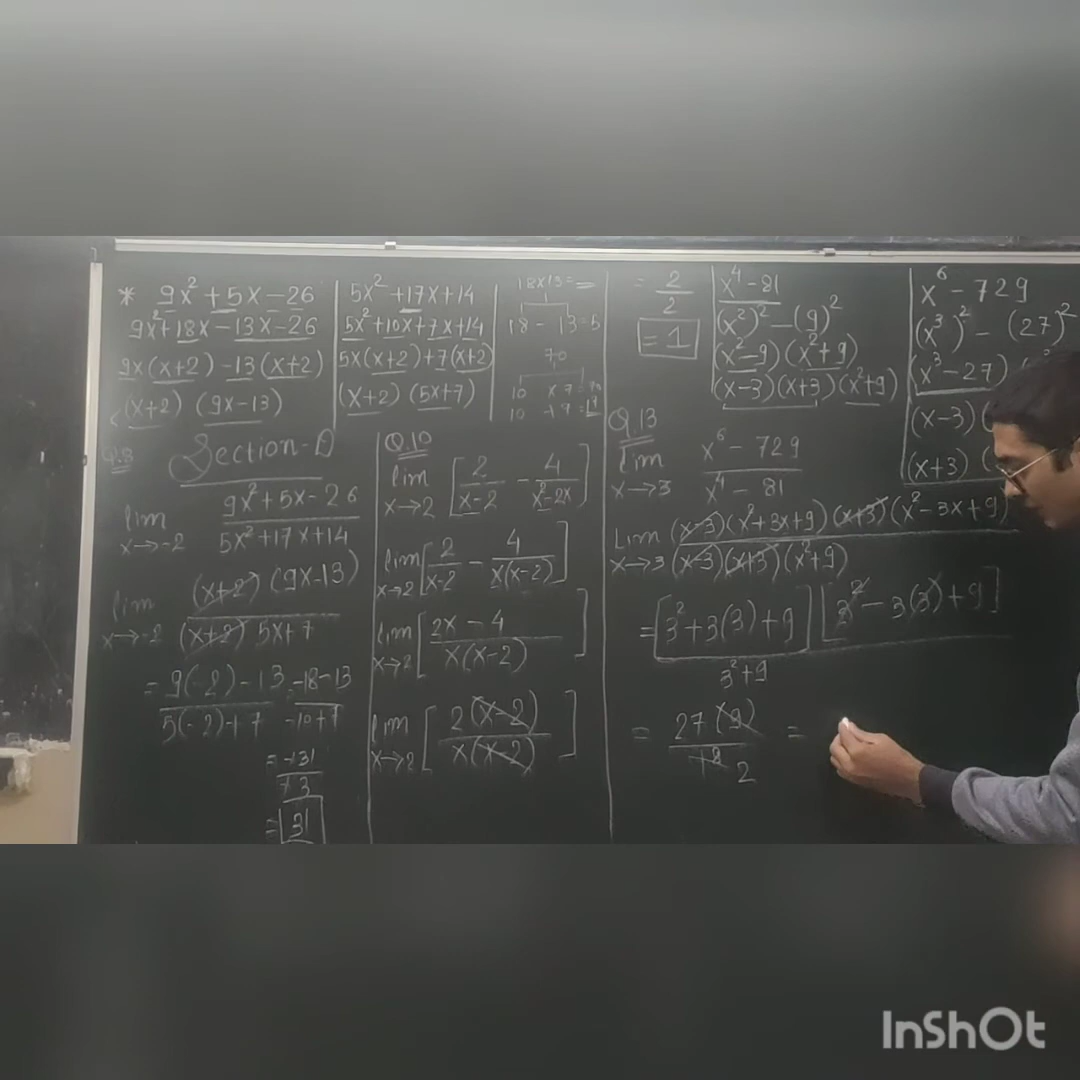 * 9x² + 5x - 26
9x² + 18x - 13x - 26
9x(x+2) - 13(x+2)
(x+2) (9x-13)
Section-D
lim x→-2 9x² + 5x - 26 / 5x² + 17x + 14
lim x→-2 (x+2) (9x-13) / (x+2) 5x+7
= 9(-2) - 13 / 5(-2)+7 = -18-13 / -10+7
= -31 / -3
= 31
5x² + 17x + 14
5x² + 10x + 7x + 14
5x(x+2) + 7(x+2)
(x+2) (5x+7)
18x13 =
18 - 13 = 5
70
10 x 7 =
Q.10
lim x→2 [2 / x-2 - 4 / x²-2x]
lim x→2 [2 / x-2 - 4 / x(x-2)]
lim x→2 [2x - 4 / x(x-2)]
lim x→2 [2(x-2) / x(x-2)]
= 2 / 2
= 1
x⁴ - 81
(x²)² - (9)²
(x²-9) (x²+9)
(x-3)(x+3)(x²+9)
x⁶ - 729
(x³)² - (27)²
(x³-27)
(x-3)
(x+3)
Q.13
lim x→3 x⁶ - 729 / x⁴ - 81
Lim x→3 (x-3)(x²+3x+9) (x+3)(x²-3x+9) / (x-3)(x+3)(x²+9)
= [3²+3(3)+9] [3²-3(3)+9] / 3²+9
= 27(9) / 18 2 =
InShOt